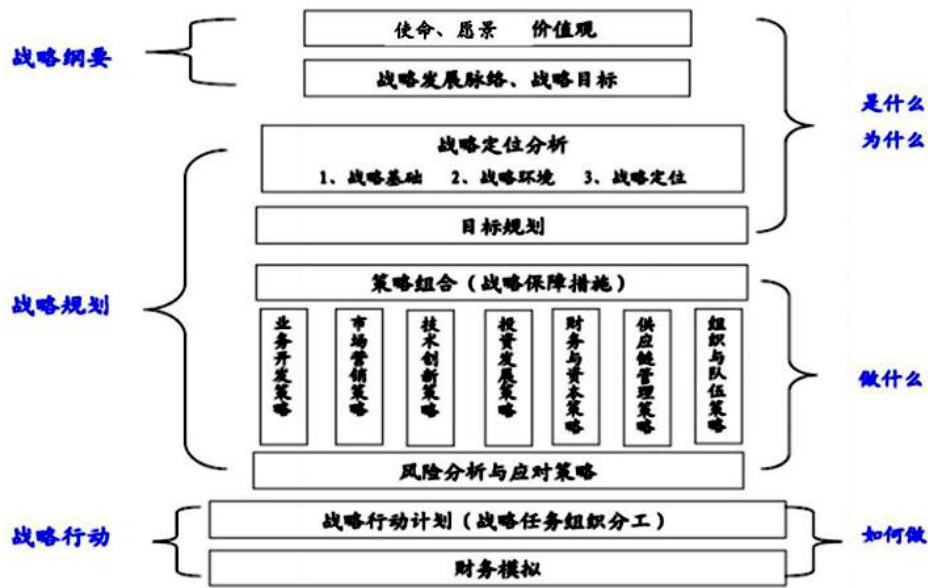 使命、愿景 价值观
战略纲要
战略发展脉络、战略目标
是什么
为什么
战略定位分析
1、战略基础 2、战略环境 3、战略定位
目标规划
战略规划
策略组合（战略保障措施）
业务开发策略
市场营销策略
技术创新策略
投资发展策略
财务与资本策略
供应链管理策略
组织与队伍策略
做什么
风险分析与应对策略
战略行动
战略行动计划（战略任务组织分工）
如何做
财务模拟